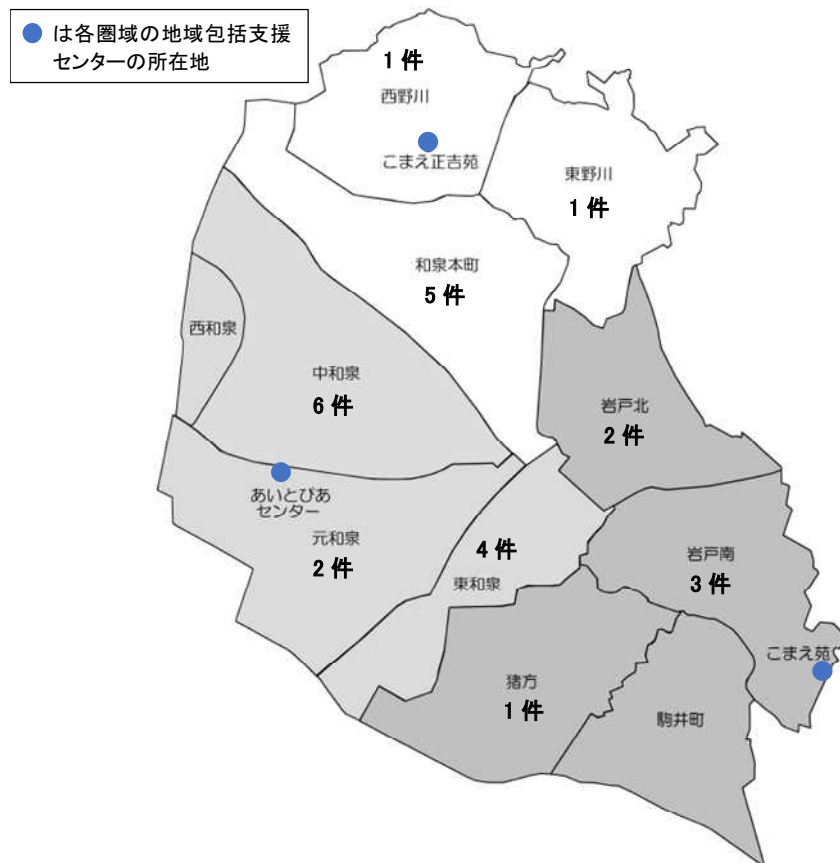 は各圏域の地域包括支援
センターの所在地
1 件
西野川
こまえ正吉苑
東野川
1 件
和泉本町
5 件
西和泉
中和泉
6 件
岩戸北
2 件
あいとぴあ
センター
元和泉
2 件
4 件
東和泉
岩戸南
3 件
こまえ苑
猪方
1 件
駒井町